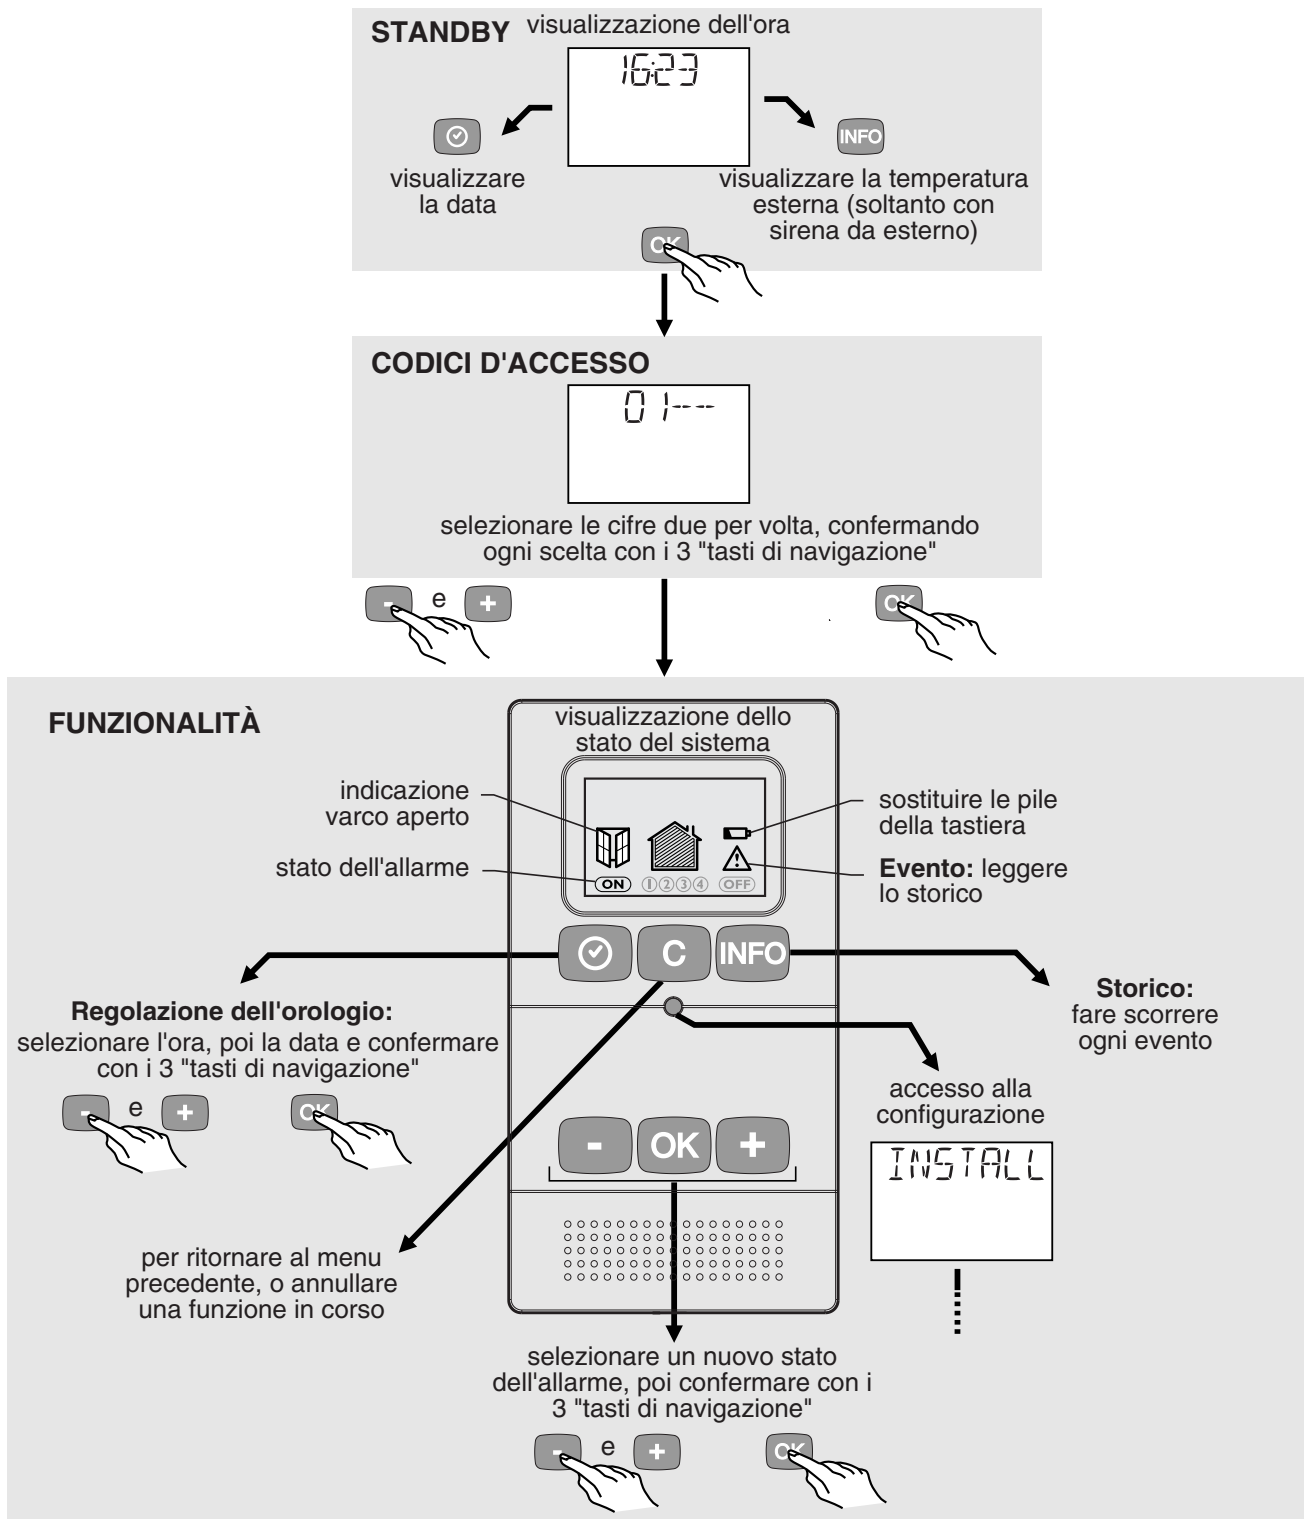 STANDBY
visualizzazione dell'ora
16:23
INFO
visualizzare
la data
visualizzare la temperatura
esterna (soltanto con
sirena da esterno)
OK
CODICI D'ACCESSO
01---
selezionare le cifre due per volta, confermando
ogni scelta con i 3 "tasti di navigazione"
- e +
OK
FUNZIONALITÀ
visualizzazione dello
stato del sistema
indicazione
varco aperto
stato dell'allarme
sostituire le pile
della tastiera
Evento: leggere
lo storico
ON 1 2 3 4 OFF
C INFO
Regolazione dell'orologio:
selezionare l'ora, poi la data e confermare
con i 3 "tasti di navigazione"
- e + OK
Storico:
fare scorrere
ogni evento
accesso alla
configurazione
INSTALL
- OK +
per ritornare al menu
precedente, o annullare
una funzione in corso
selezionare un nuovo stato
dell'allarme, poi confermare con i
3 "tasti di navigazione"
- e + OK